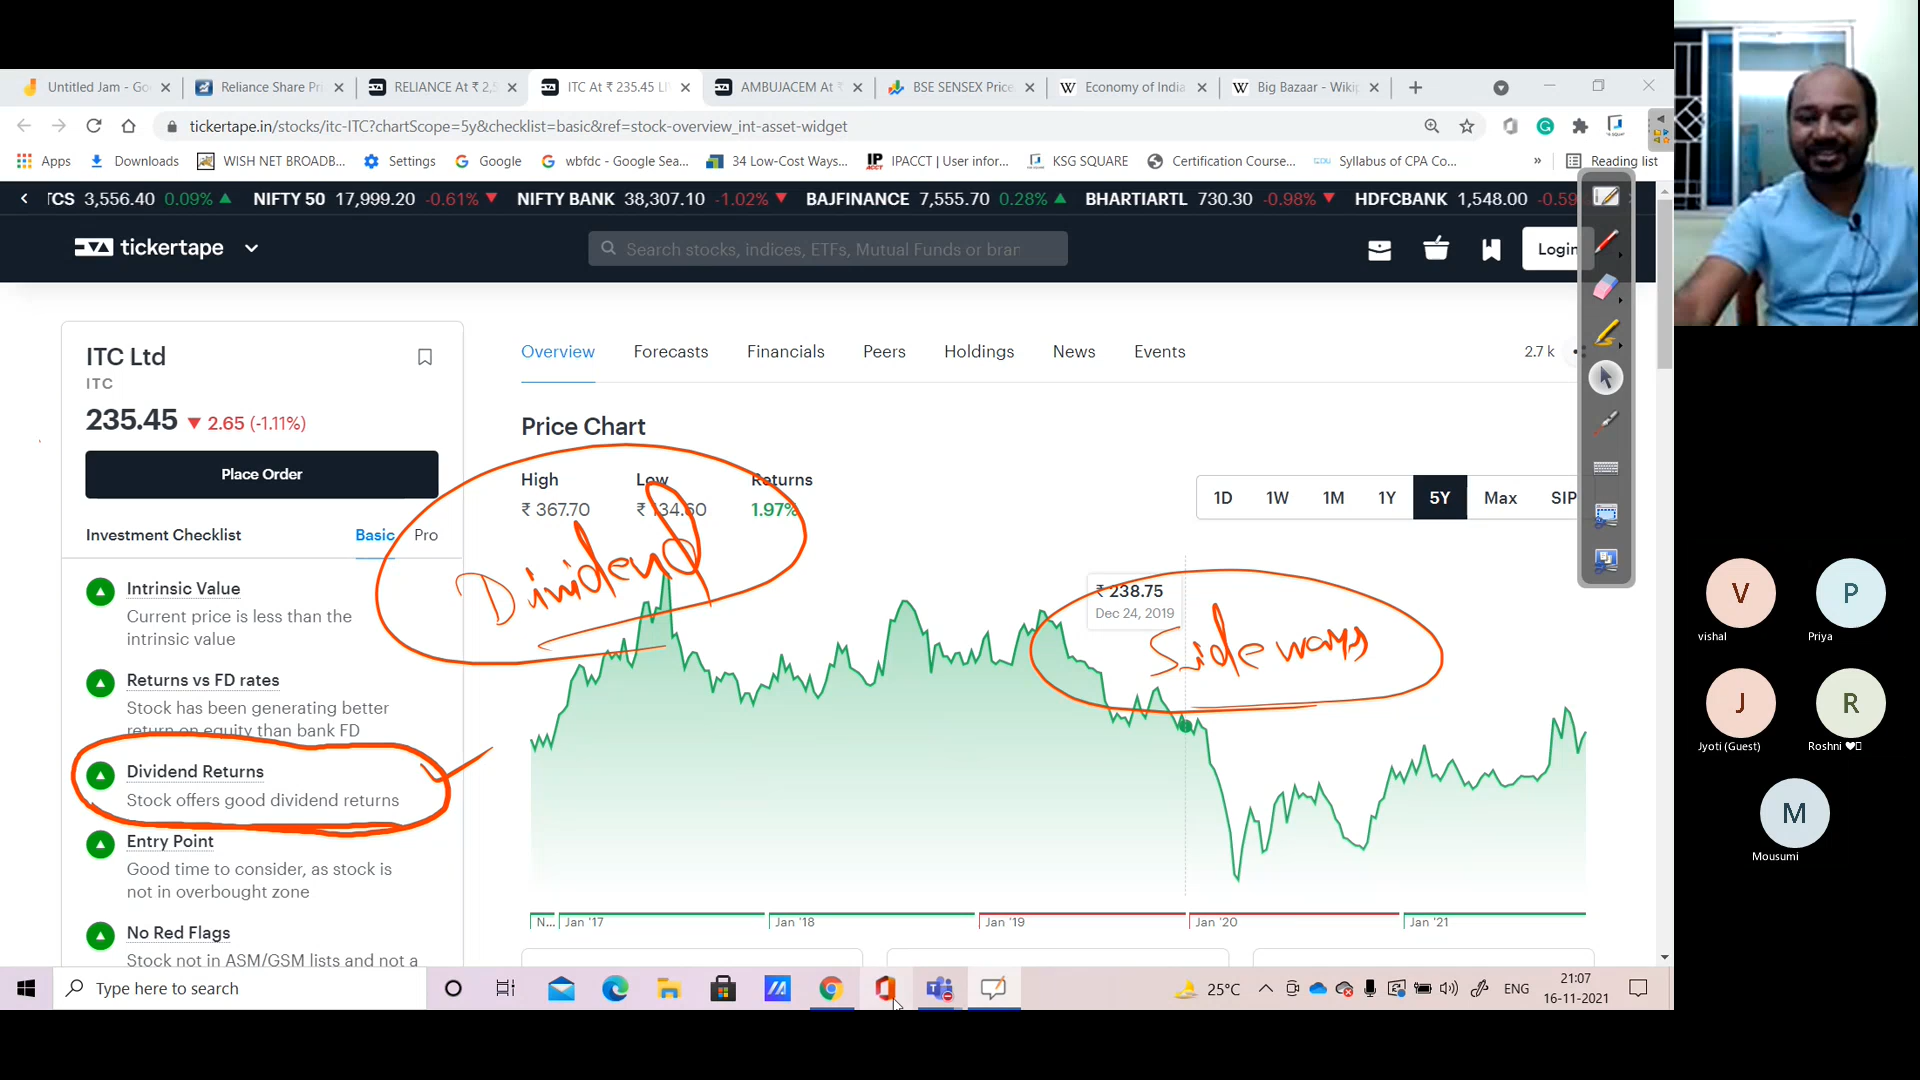 Untitled Jam - Go
Reliance Share Pri
RELIANCE At ₹ 2,5
ITC At ₹ 235.45 LI
AMBUJACEM At ₹
BSE SENSEX Price,
W Economy of India
W Big Bazaar - Wikip
tickertape.in/stocks/itc-ITC?chartScope=5y&checklist=basic&ref=stock-overview_int-asset-widget
Apps
Downloads
WISH NET BROADB...
Settings
Google
wbfdc - Google Sea...
34 Low-Cost Ways...
IPACCT | User infor...
KSG SQUARE
Certification Course...
Syllabus of CPA Co...
»
Reading list
TCS 3,556.40 0.09% NIFTY 50 17,999.20 -0.61% NIFTY BANK 38,307.10 -1.02% BAJFINANCE 7,555.70 0.28% BHARTIARTL 730.30 -0.98% HDFCBANK 1,548.00 -0.59
tickertape
Search stocks, indices, ETFs, Mutual Funds or bran
Login
ITC Ltd
ITC
235.45 2.65 (-1.11%)
Place Order
Investment Checklist Basic Pro
Intrinsic Value
Current price is less than the
intrinsic value
Returns vs FD rates
Stock has been generating better
return on equity than bank FD
Dividend Returns
Stock offers good dividend returns
Entry Point
Good time to consider, as stock is
not in overbought zone
No Red Flags
Stock not in ASM/GSM lists and not a
Overview Forecasts Financials Peers Holdings News Events
2.7 k
Price Chart
High Low Returns
₹ 367.70 ₹ 134.60 1.97%
1D 1W 1M 1Y 5Y Max SIP
Dividend
₹ 238.75
Dec 24, 2019
Sideways
N... Jan '17 Jan '18 Jan '19 Jan '20 Jan '21
V
vishal
P
Priya
J
Jyoti (Guest)
R
Roshni
M
Mousumi
Type here to search
25°C
ENG
21:07
16-11-2021